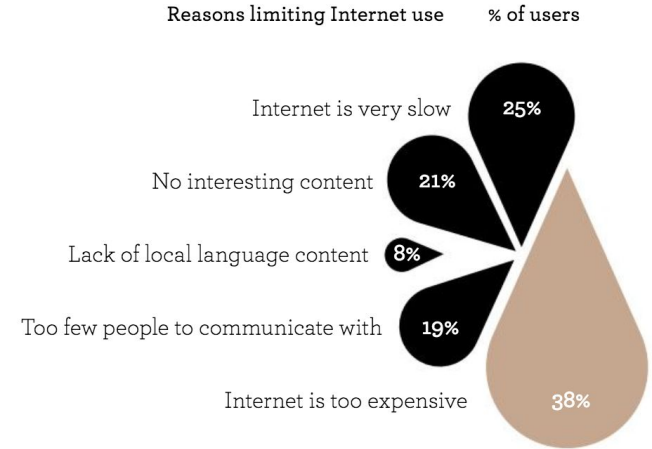 Reasons limiting Internet use % of users
Internet is very slow 25%
No interesting content 21%
Lack of local language content 8%
Too few people to communicate with 19%
Internet is too expensive 38%